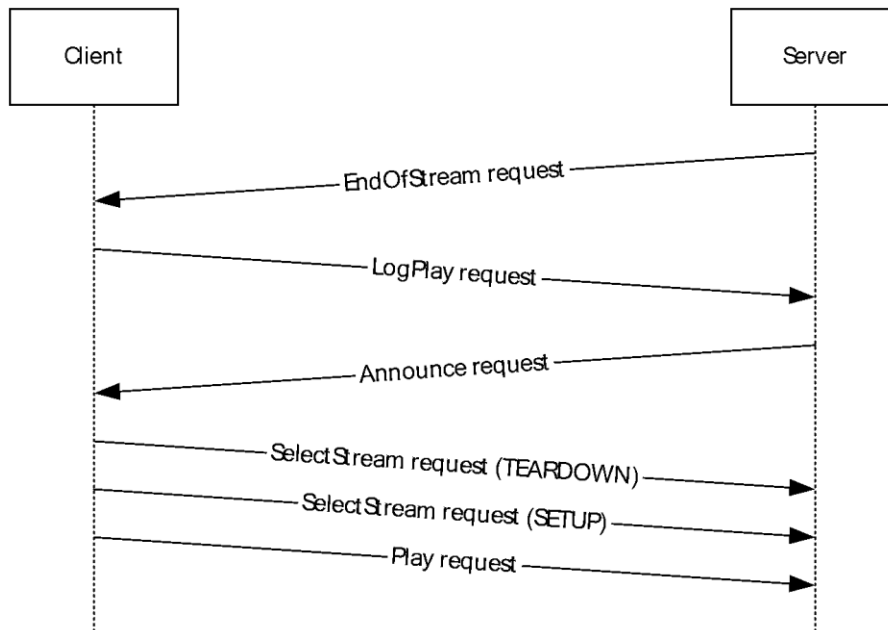 Client
Server
EndOfStream request
LogPlay request
Announce request
SelectStream request (TEARDOWN)
SelectStream request (SETUP)
Play request